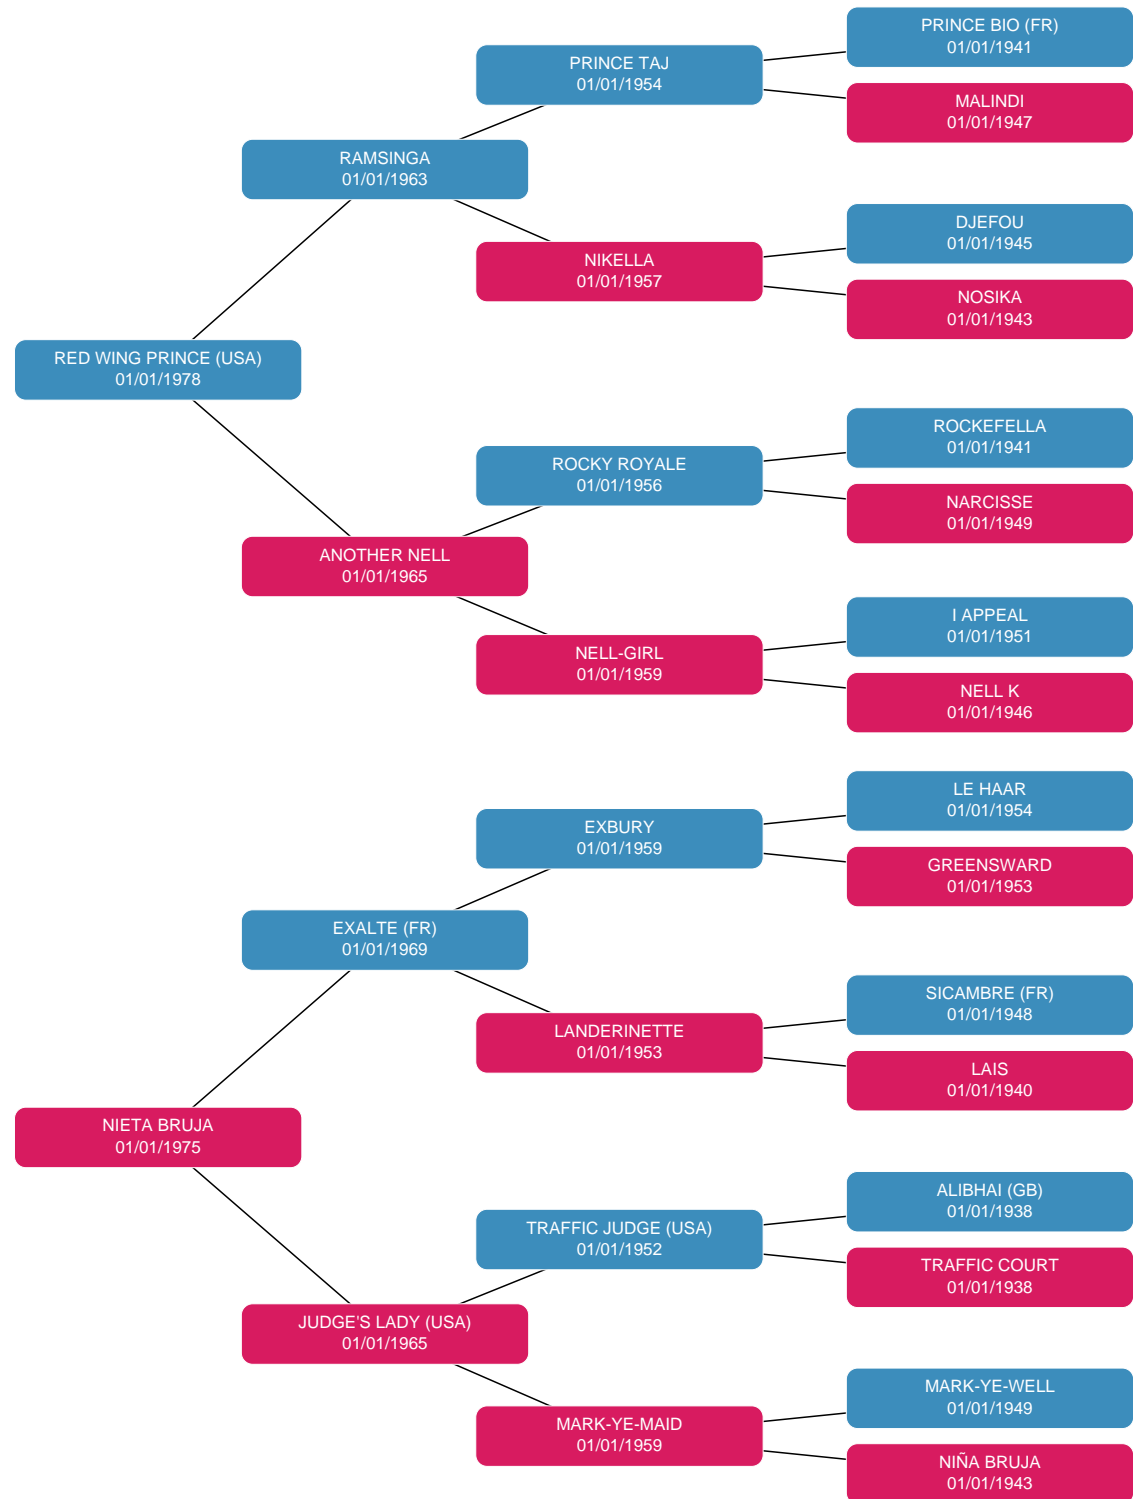 PRINCE BIO (FR)
01/01/1941
PRINCE TAJ
01/01/1954
MALINDI
01/01/1947
RAMSINGA
01/01/1963
DJEFOU
01/01/1945
NIKELLA
01/01/1957
NOSIKA
01/01/1943
RED WING PRINCE (USA)
01/01/1978
ROCKEFELLA
01/01/1941
ROCKY ROYALE
01/01/1956
NARCISSE
01/01/1949
ANOTHER NELL
01/01/1965
I APPEAL
01/01/1951
NELL-GIRL
01/01/1959
NELL K
01/01/1946
LE HAAR
01/01/1954
EXBURY
01/01/1959
GREENSWARD
01/01/1953
EXALTE (FR)
01/01/1969
SICAMBRE (FR)
01/01/1948
LANDERINETTE
01/01/1953
LAIS
01/01/1940
NIETA BRUJA
01/01/1975
ALIBHAI (GB)
01/01/1938
TRAFFIC JUDGE (USA)
01/01/1952
TRAFFIC COURT
01/01/1938
JUDGE'S LADY (USA)
01/01/1965
MARK-YE-WELL
01/01/1949
MARK-YE-MAID
01/01/1959
NIÑA BRUJA
01/01/1943